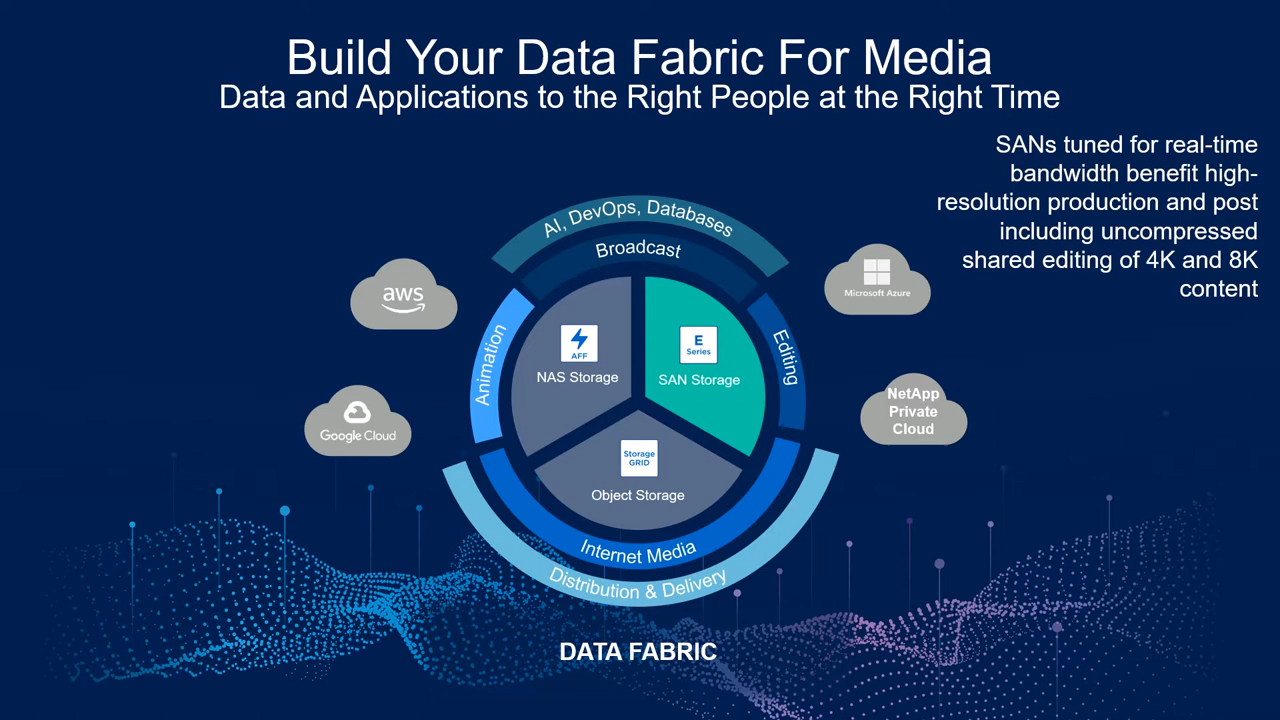 Build Your Data Fabric For Media
Data and Applications to the Right People at the Right Time
SANs tuned for real-time
bandwidth benefit high-
resolution production and post
including uncompressed
shared editing of 4K and 8K
content
AI, DevOps, Databases
Broadcast
aws
Microsoft Azure
Animation
Editing
AFF
NAS Storage
E
Series
SAN Storage
Google Cloud
NetApp
Private
Cloud
Storage
GRID
Object Storage
Internet Media
Distribution & Delivery
DATA FABRIC